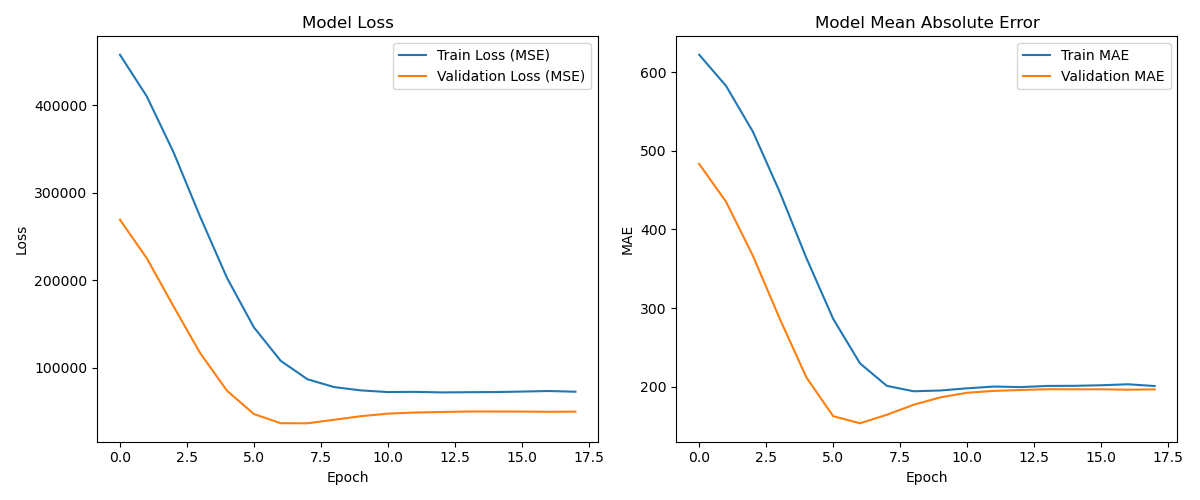 Model Loss
Train Loss (MSE)
Validation Loss (MSE)
400000
300000
200000
100000
Loss
0.0 2.5 5.0 7.5 10.0 12.5 15.0 17.5
Epoch
Model Mean Absolute Error
Train MAE
Validation MAE
600
500
400
300
200
MAE
0.0 2.5 5.0 7.5 10.0 12.5 15.0 17.5
Epoch